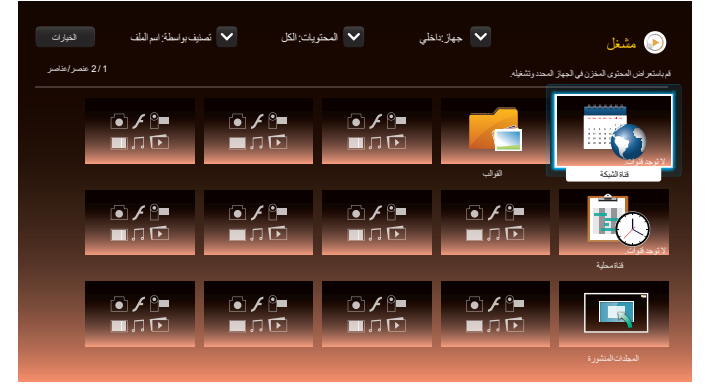 مشغل
جهاز:داخلي
المحتويات: الكل
تصنيف بواسطة: اسم الملف
الخيارات
قم باستعراض المحتوى المخزن في الجهاز المحدد وتشغيله.
2 / 1 عنصر/عناصر
لا توجد قنوات.
قناة الشبكة
القوالب
لا توجد قنوات.
قناة محلية
المجلدات المنشورة